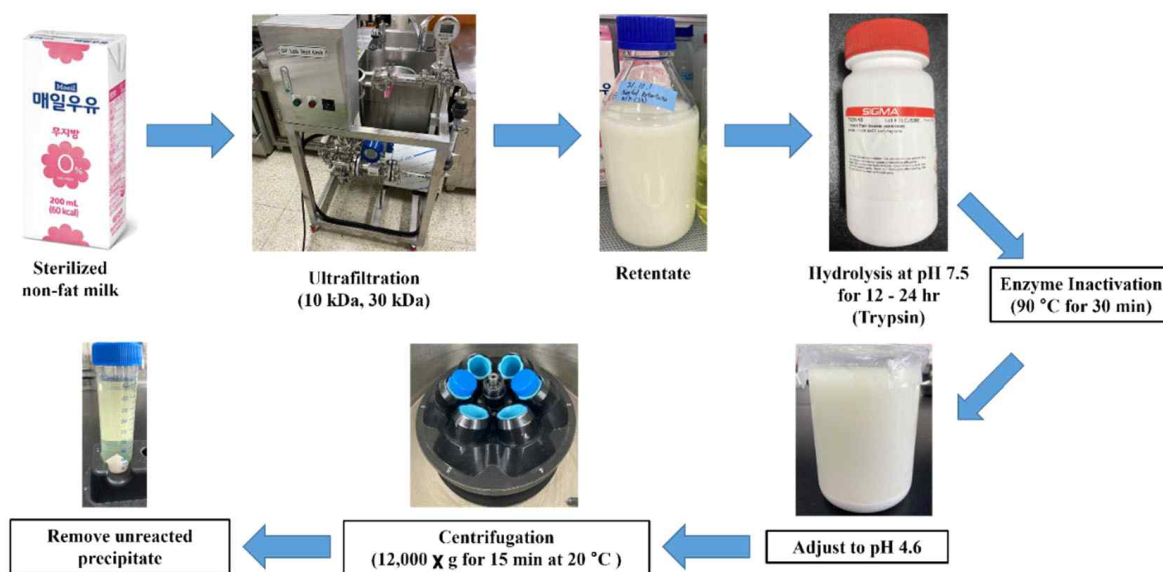 Maeil
매일우유
무지방
0%
200 mL
(60 kcal)
Sterilized
non-fat milk
Ultrafiltration
(10 kDa, 30 kDa)
Retentate
SIGMA
Hydrolysis at pH 7.5
for 12 - 24 hr
(Trypsin)
Enzyme Inactivation
(90 °C for 30 min)
Adjust to pH 4.6
Centrifugation
(12,000 x g for 15 min at 20 °C )
Remove unreacted
precipitate